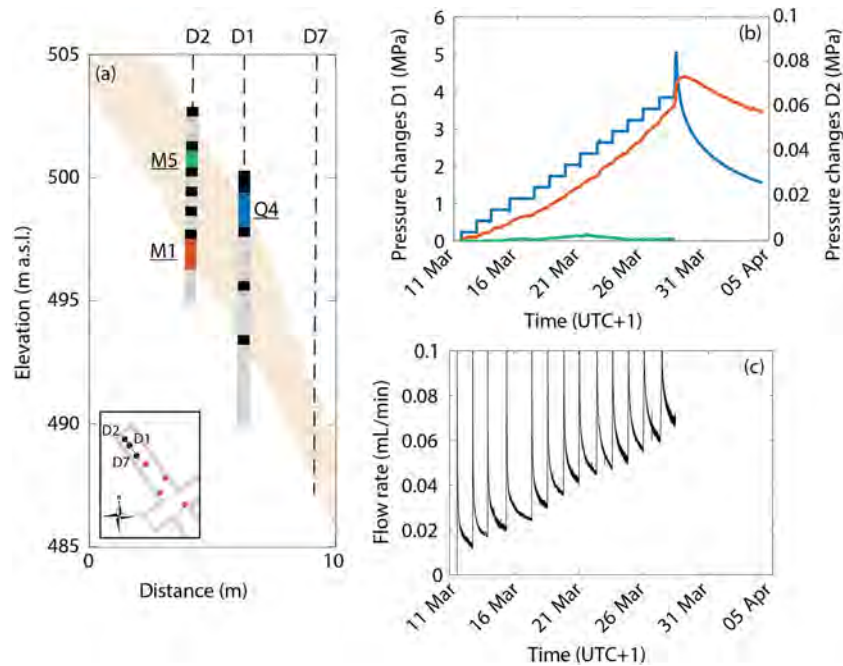 D2 D1 D7
505
500
495
490
485
Elevation (m a.s.l.)
(a)
M5
Q4
M1
D2
D1
D7
0 10
Distance (m)
(b)
6
5
4
3
2
1
0
Pressure changes D1 (MPa)
0.1
0.08
0.06
0.04
0.02
0
Pressure changes D2 (MPa)
11 Mar 16 Mar 21 Mar 26 Mar 31 Mar 05 Apr
Time (UTC+1)
(c)
0.1
0.08
0.06
0.04
0.02
0
Flow rate (mL/min)
11 Mar 16 Mar 21 Mar 26 Mar 31 Mar 05 Apr
Time (UTC+1)